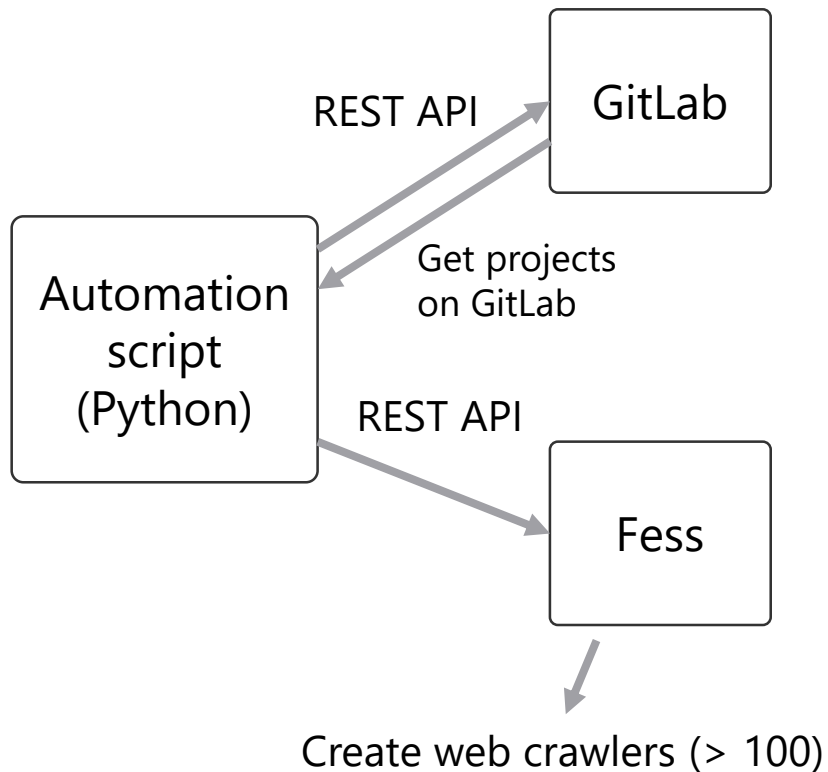 REST API
GitLab
Get projects
on GitLab
Automation
script
(Python)
REST API
Fess
Create web crawlers (> 100)